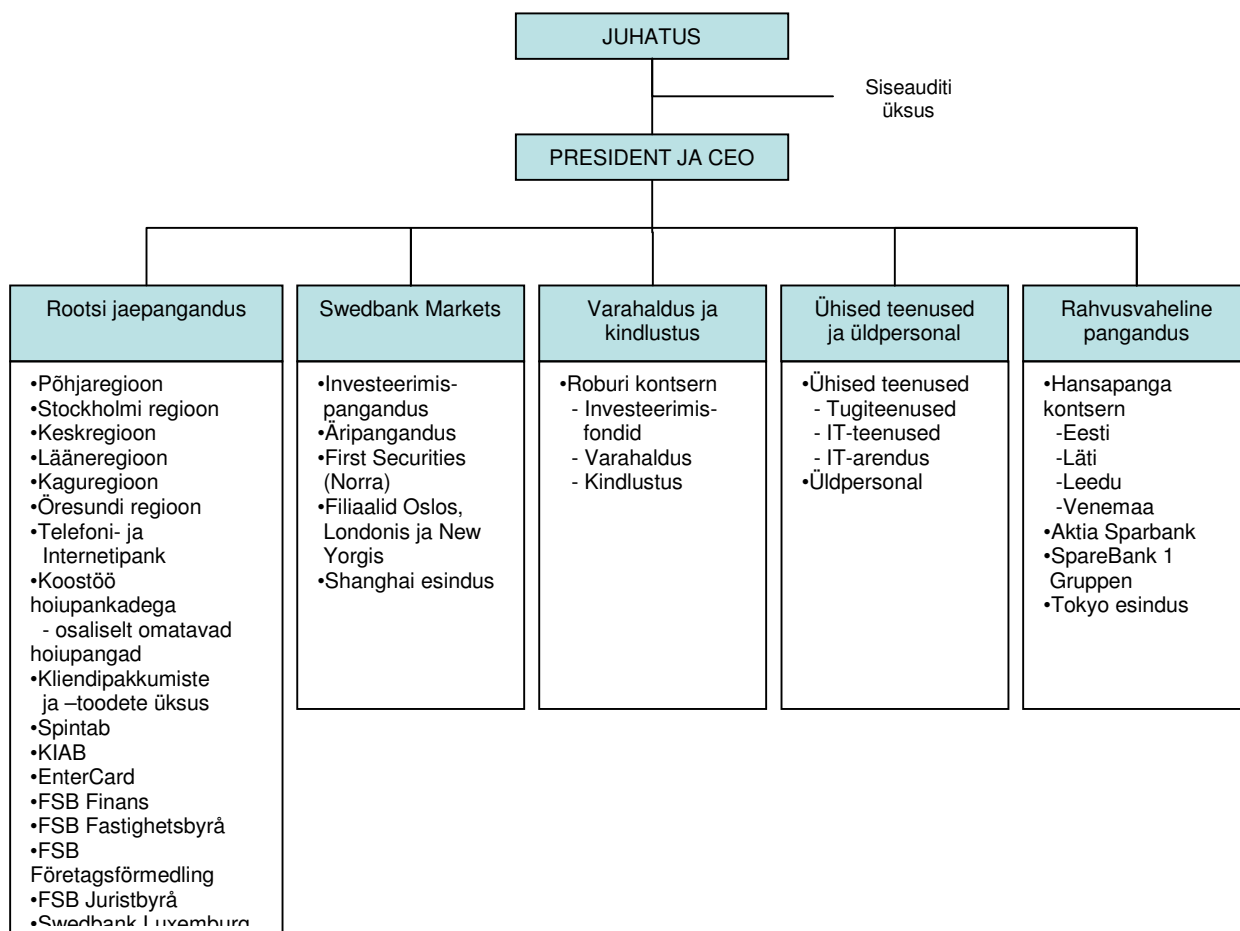 JUHATUS
Siseauditi
üksus
PRESIDENT JA CEO
Rootsi jaepangandus
•Põhjaregioon
•Stockholmi regioon
•Keskregioon
•Lääneregioon
•Kaguregioon
•Öresundi regioon
•Telefoni- ja
Internetipank
•Koostöö
hoiupankadega
- osaliselt omatavad
hoiupangad
•Kliendipakkumiste
ja –toodete üksus
•Spintab
•KIAB
•EnterCard
•FSB Finans
•FSB Fastighetsbyrå
•FSB
Företagsförmedling
•FSB Juristbyrå
•Swedbank Luxemburg
Swedbank Markets
•Investeerimis-
pangandus
•Äripangandus
•First Securities
(Norra)
•Filiaalid Oslos,
Londonis ja New
Yorgis
•Shanghai esindus
Varahaldus ja
kindlustus
•Roburi kontsern
- Investeerimis-
fondid
- Varahaldus
- Kindlustus
Ühised teenused
ja üldpersonal
•Ühised teenused
- Tugiteenused
- IT-teenused
- IT-arendus
•Üldpersonal
Rahvusvaheline
pangandus
•Hansapanga
kontsern
-Eesti
-Läti
-Leedu
-Venemaa
•Aktia Sparbank
•SpareBank 1
Gruppen
•Tokyo esindus